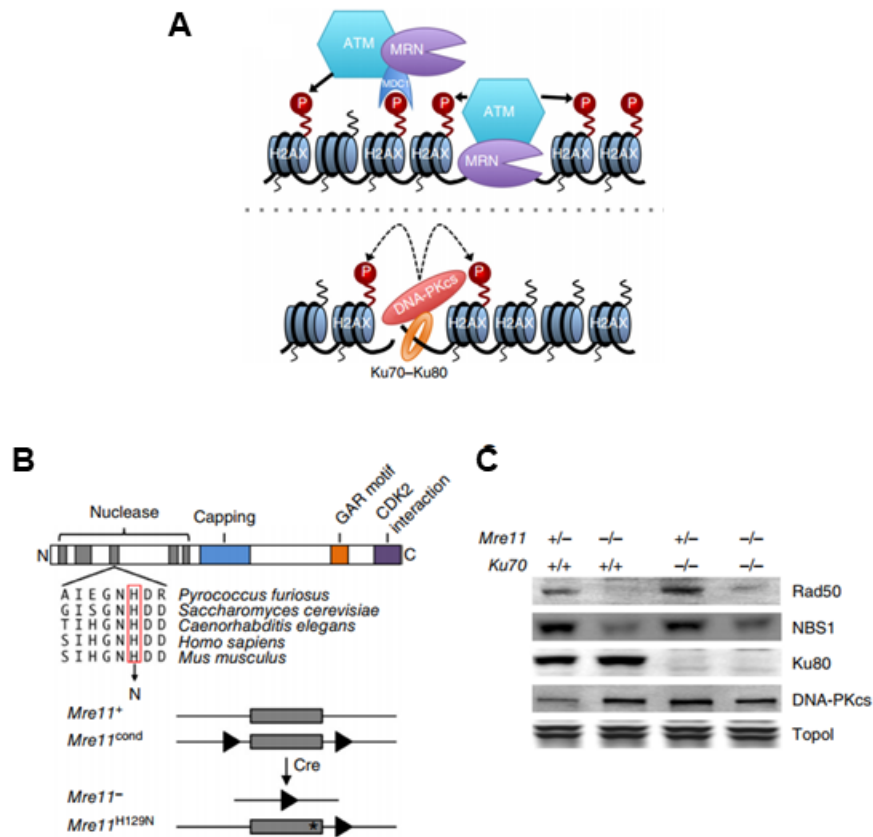 A
ATM
MRN
MDC1
P P P P P
ATM
H2AX H2AX H2AX MRN H2AX H2AX
P P
DNA-PKcs
H2AX H2AX H2AX
Ku70–Ku80
B
Nuclease Capping GAR motif CDK2 interaction
N C
A I E G N H D R Pyrococcus furiosus
G I S G N H D D Saccharomyces cerevisiae
T I H G N H D D Caenorhabditis elegans
S I H G N H D D Homo sapiens
S I H G N H D D Mus musculus
N
Mre11+
Mre11cond
Cre
Mre11–
Mre11H129N *
C
Mre11 +/– –/– +/– –/–
Ku70 +/+ +/+ –/– –/–
Rad50
NBS1
Ku80
DNA-PKcs
TopoI